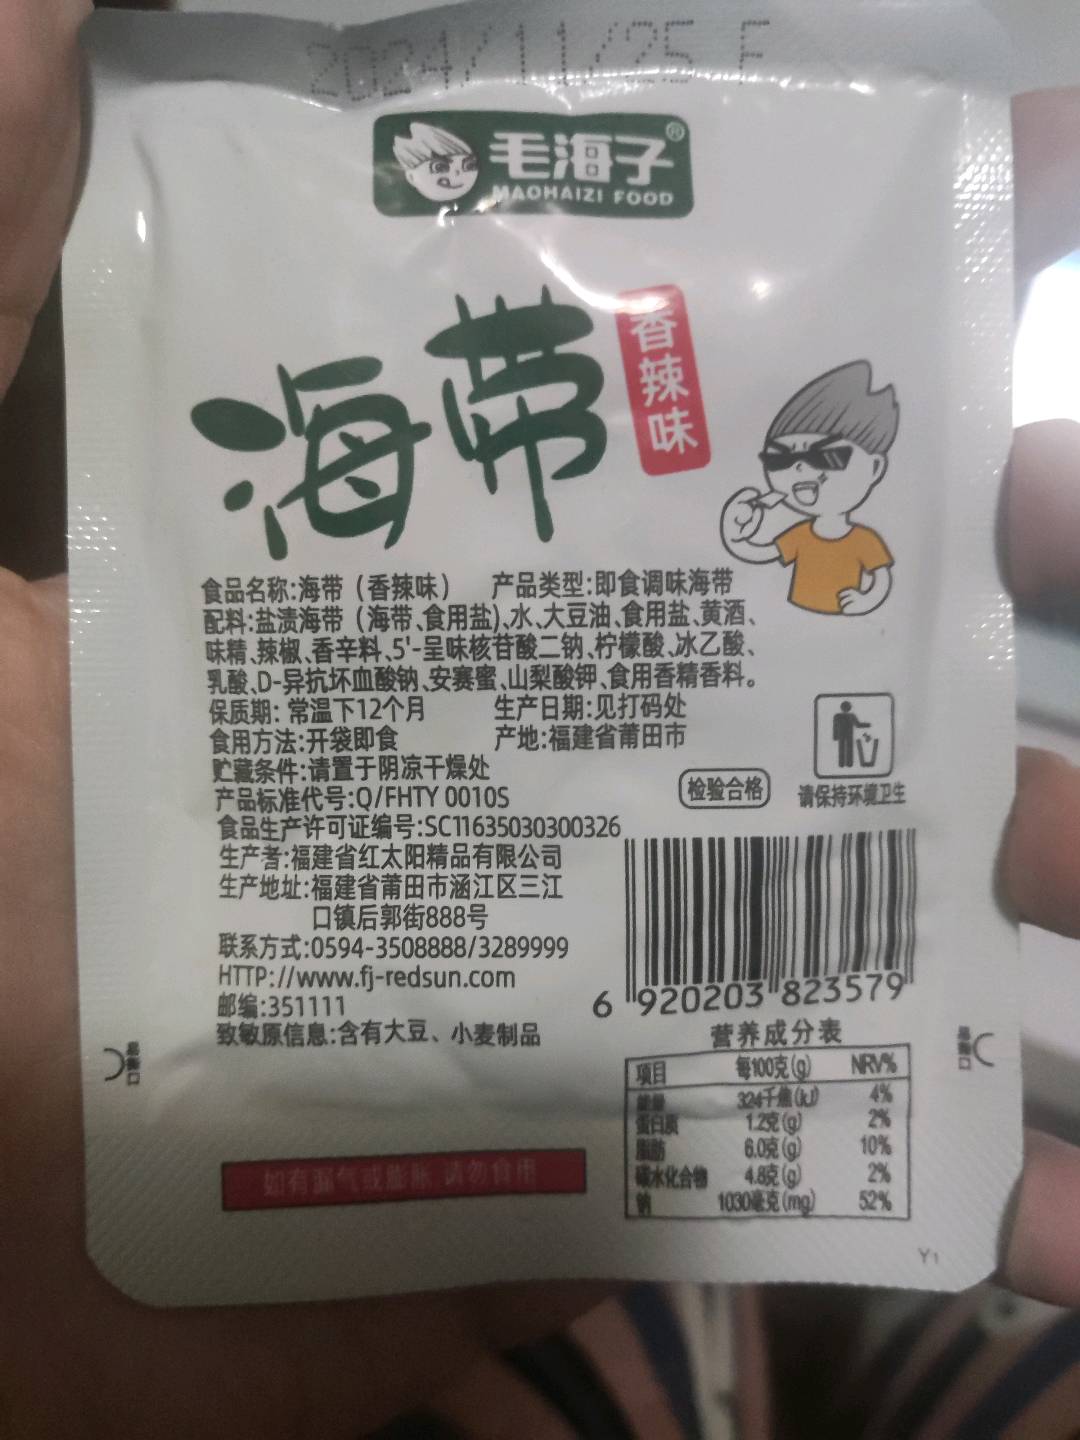 2024/11/25 F
毛海子®
MAOHAIZI FOOD
海带
香辣味
食品名称:海带（香辣味） 产品类型:即食调味海带
配料:盐渍海带（海带、食用盐)、水、大豆油、食用盐、黄酒、
味精、辣椒、香辛料、5'-呈味核苷酸二钠、柠檬酸、冰乙酸、
乳酸、D-异抗坏血酸钠、安赛蜜、山梨酸钾、食用香精香料。
保质期: 常温下12个月 生产日期:见打码处
食用方法:开袋即食 产地:福建省莆田市
贮藏条件:请置于阴凉干燥处
产品标准代号:Q/FHTY 0010S
检验合格
请保持环境卫生
食品生产许可证编号:SC11635030300326
生产者:福建省红太阳精品有限公司
生产地址:福建省莆田市涵江区三江
口镇后郭街888号
联系方式:0594-3508888/3289999
HTTP://www.fj-redsun.com
邮编:351111
致敏原信息:含有大豆、小麦制品
6 920203 823579
营养成分表
项目 每100克(g) NRV%
能量 324千焦(kJ) 4%
蛋白质 1.2克(g) 2%
脂肪 6.0克(g) 10%
碳水化合物 4.8克(g) 2%
钠 1030毫克(mg) 52%
易撕口
易撕口
如有漏气或膨胀 请勿食用
Y1